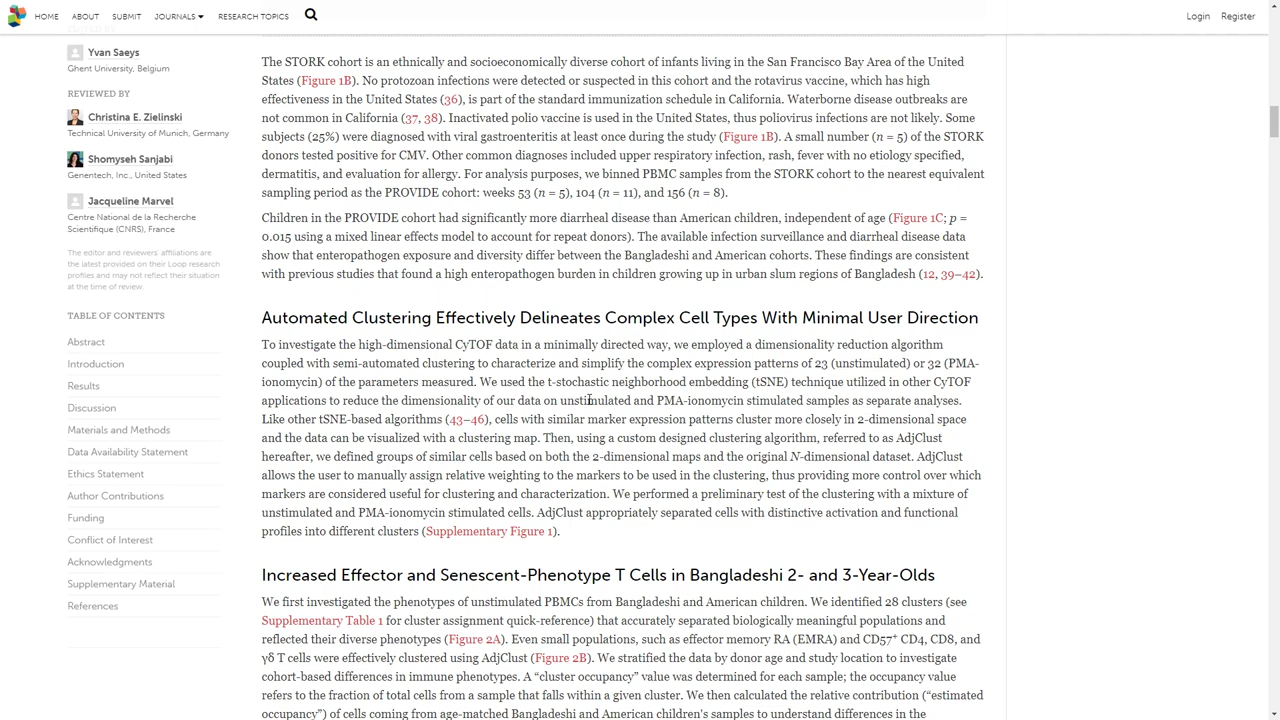 HOME ABOUT SUBMIT JOURNALS RESEARCH TOPICS Login Register
Yvan Saeys
Ghent University, Belgium
REVIEWED BY
Christina E. Zielinski
Technical University of Munich, Germany
Shomyseh Sanjabi
Genentech, Inc., United States
Jacqueline Marvel
Centre National de la Recherche
Scientifique (CNRS), France
The editor and reviewers' affiliations are
the latest provided on their Loop research
profiles and may not reflect their situation
at the time of review.
TABLE OF CONTENTS
Abstract
Introduction
Results
Discussion
Materials and Methods
Data Availability Statement
Ethics Statement
Author Contributions
Funding
Conflict of Interest
Acknowledgments
Supplementary Material
References
The STORK cohort is an ethnically and socioeconomically diverse cohort of infants living in the San Francisco Bay Area of the United
States (Figure 1B). No protozoan infections were detected or suspected in this cohort and the rotavirus vaccine, which has high
effectiveness in the United States (36), is part of the standard immunization schedule in California. Waterborne disease outbreaks are
not common in California (37, 38). Inactivated polio vaccine is used in the United States, thus poliovirus infections are not likely. Some
subjects (25%) were diagnosed with viral gastroenteritis at least once during the study (Figure 1B). A small number (n = 5) of the STORK
donors tested positive for CMV. Other common diagnoses included upper respiratory infection, rash, fever with no etiology specified,
dermatitis, and evaluation for allergy. For analysis purposes, we binned PBMC samples from the STORK cohort to the nearest equivalent
sampling period as the PROVIDE cohort: weeks 53 (n = 5), 104 (n = 11), and 156 (n = 8).
Children in the PROVIDE cohort had significantly more diarrheal disease than American children, independent of age (Figure 1C; p =
0.015 using a mixed linear effects model to account for repeat donors). The available infection surveillance and diarrheal disease data
show that enteropathogen exposure and diversity differ between the Bangladeshi and American cohorts. These findings are consistent
with previous studies that found a high enteropathogen burden in children growing up in urban slum regions of Bangladesh (12, 39–42).
Automated Clustering Effectively Delineates Complex Cell Types With Minimal User Direction
To investigate the high-dimensional CyTOF data in a minimally directed way, we employed a dimensionality reduction algorithm
coupled with semi-automated clustering to characterize and simplify the complex expression patterns of 23 (unstimulated) or 32 (PMA-
ionomycin) of the parameters measured. We used the t-stochastic neighborhood embedding (tSNE) technique utilized in other CyTOF
applications to reduce the dimensionality of our data on unstimulated and PMA-ionomycin stimulated samples as separate analyses.
Like other tSNE-based algorithms (43–46), cells with similar marker expression patterns cluster more closely in 2-dimensional space
and the data can be visualized with a clustering map. Then, using a custom designed clustering algorithm, referred to as AdjClust
hereafter, we defined groups of similar cells based on both the 2-dimensional maps and the original N-dimensional dataset. AdjClust
allows the user to manually assign relative weighting to the markers to be used in the clustering, thus providing more control over which
markers are considered useful for clustering and characterization. We performed a preliminary test of the clustering with a mixture of
unstimulated and PMA-ionomycin stimulated cells. AdjClust appropriately separated cells with distinctive activation and functional
profiles into different clusters (Supplementary Figure 1).
Increased Effector and Senescent-Phenotype T Cells in Bangladeshi 2- and 3-Year-Olds
We first investigated the phenotypes of unstimulated PBMCs from Bangladeshi and American children. We identified 28 clusters (see
Supplementary Table 1 for cluster assignment quick-reference) that accurately separated biologically meaningful populations and
reflected their diverse phenotypes (Figure 2A). Even small populations, such as effector memory RA (EMRA) and CD57⁺ CD4, CD8, and
γδ T cells were effectively clustered using AdjClust (Figure 2B). We stratified the data by donor age and study location to investigate
cohort-based differences in immune phenotypes. A “cluster occupancy” value was determined for each sample; the occupancy value
refers to the fraction of total cells from a sample that falls within a given cluster. We then calculated the relative contribution (“estimated
occupancy”) of cells coming from age-matched Bangladeshi and American children's samples to understand differences in the